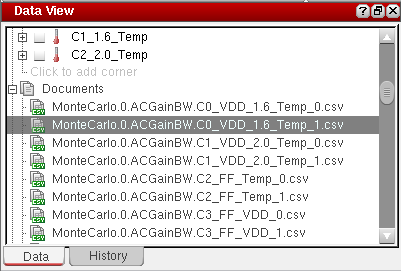 Data View
C1_1.6_Temp
C2_2.0_Temp
Click to add corner
Documents
MonteCarlo.0.ACGainBW.C0_VDD_1.6_Temp_0.csv
MonteCarlo.0.ACGainBW.C0_VDD_1.6_Temp_1.csv
MonteCarlo.0.ACGainBW.C1_VDD_2.0_Temp_0.csv
MonteCarlo.0.ACGainBW.C1_VDD_2.0_Temp_1.csv
MonteCarlo.0.ACGainBW.C2_FF_Temp_0.csv
MonteCarlo.0.ACGainBW.C2_FF_Temp_1.csv
MonteCarlo.0.ACGainBW.C3_FF_VDD_0.csv
MonteCarlo.0.ACGainBW.C3_FF_VDD_1.csv
Data History